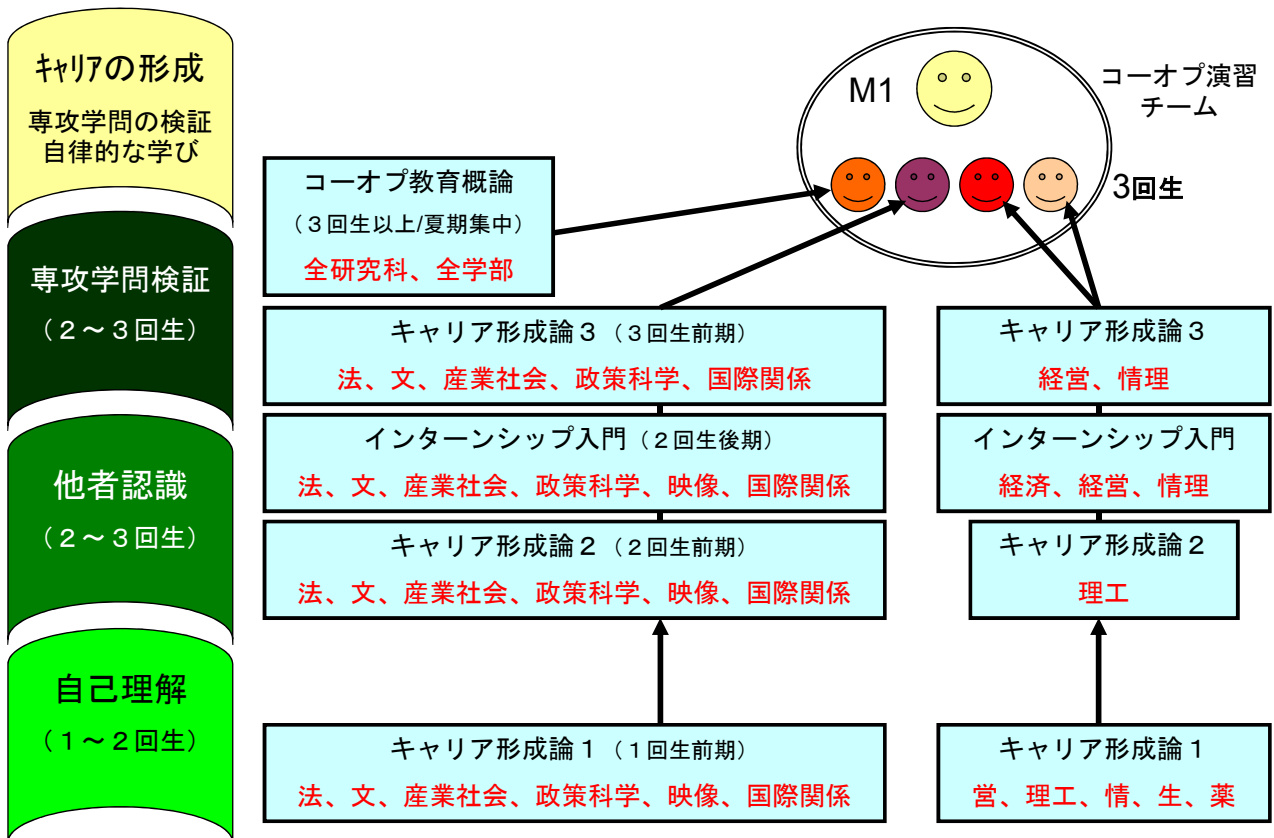 キャリアの形成
専攻学問の検証
自律的な学び
専攻学問検証
（２～３回生）
他者認識
（２～３回生）
自己理解
（１～２回生）
M1
コーオプ演習
チーム
3回生
コーオプ教育概論
（３回生以上/夏期集中）
全研究科、全学部
キャリア形成論３（３回生前期）
法、文、産業社会、政策科学、国際関係
インターンシップ入門（２回生後期）
法、文、産業社会、政策科学、映像、国際関係
キャリア形成論２（２回生前期）
法、文、産業社会、政策科学、映像、国際関係
キャリア形成論１（１回生前期）
法、文、産業社会、政策科学、映像、国際関係
キャリア形成論３
経営、情理
インターンシップ入門
経済、経営、情理
キャリア形成論２
理工
キャリア形成論１
営、理工、情、生、薬